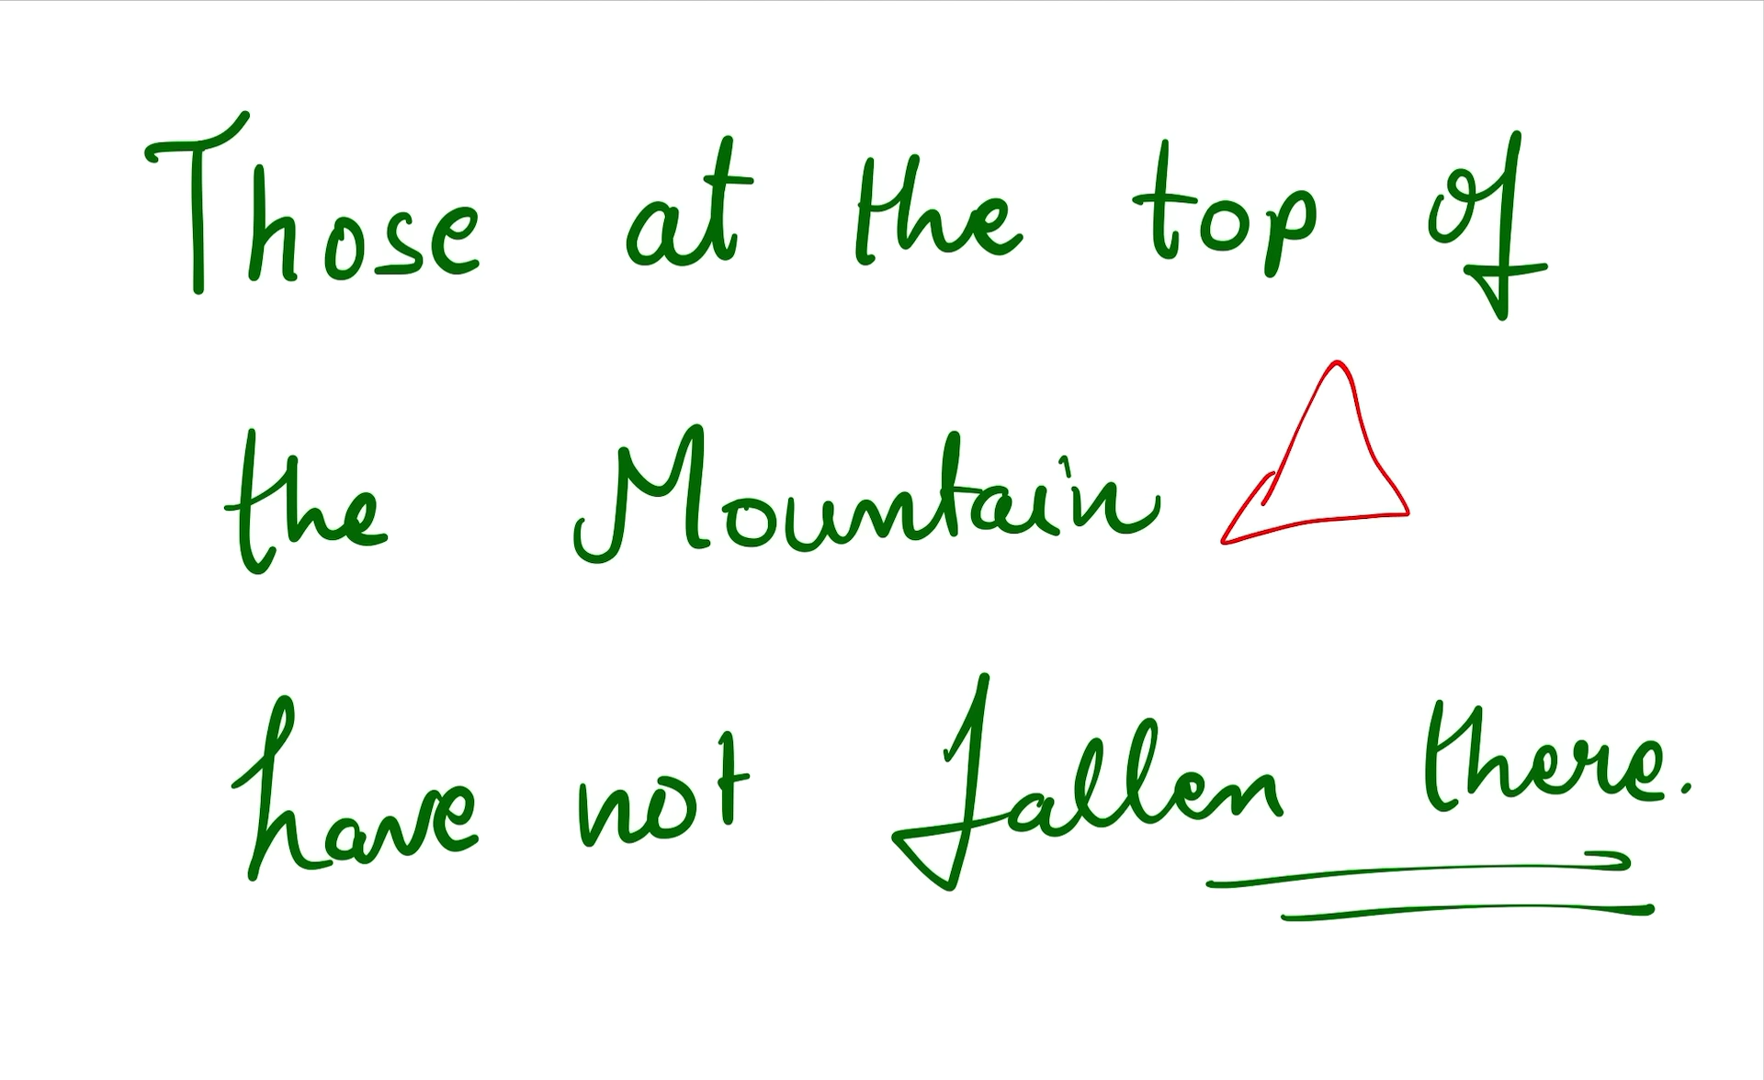 Those at the top of
the Mountain
have not fallen there.